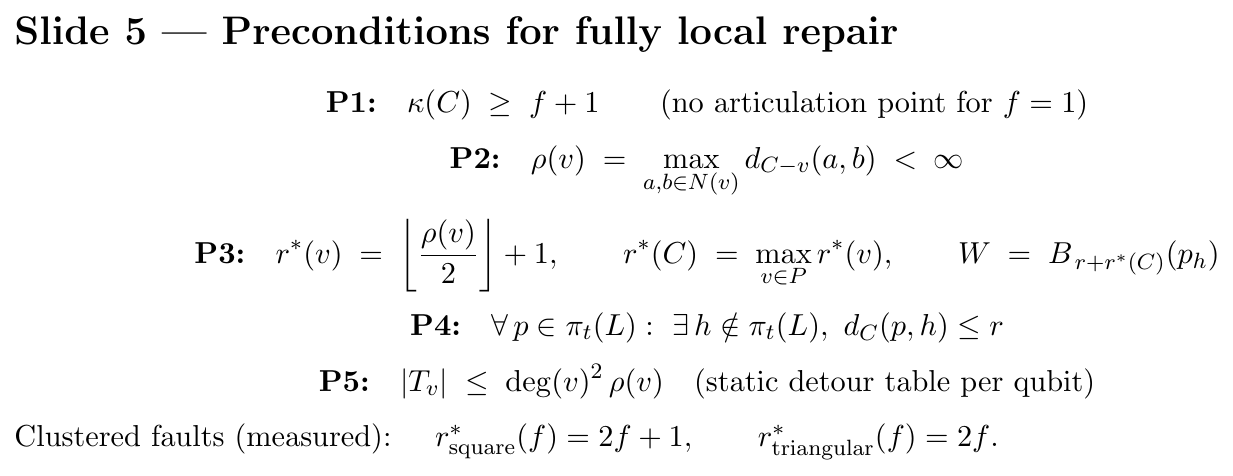 Slide 5 — Preconditions for fully local repair
P1: κ(C) ≥ f + 1 (no articulation point for f = 1)
P2: ρ(v) = max_{a,b∈N(v)} d_{C−v}(a, b) < ∞
P3: r*(v) = ⌊ρ(v)/2⌋ + 1, r*(C) = max_{v∈P} r*(v), W = B_{r+r*(C)}(p_h)
P4: ∀ p ∈ π_t(L) : ∃ h ∉ π_t(L), d_C(p, h) ≤ r
P5: |T_v| ≤ deg(v)² ρ(v) (static detour table per qubit)
Clustered faults (measured): r*_{square}(f) = 2f + 1, r*_{triangular}(f) = 2f.